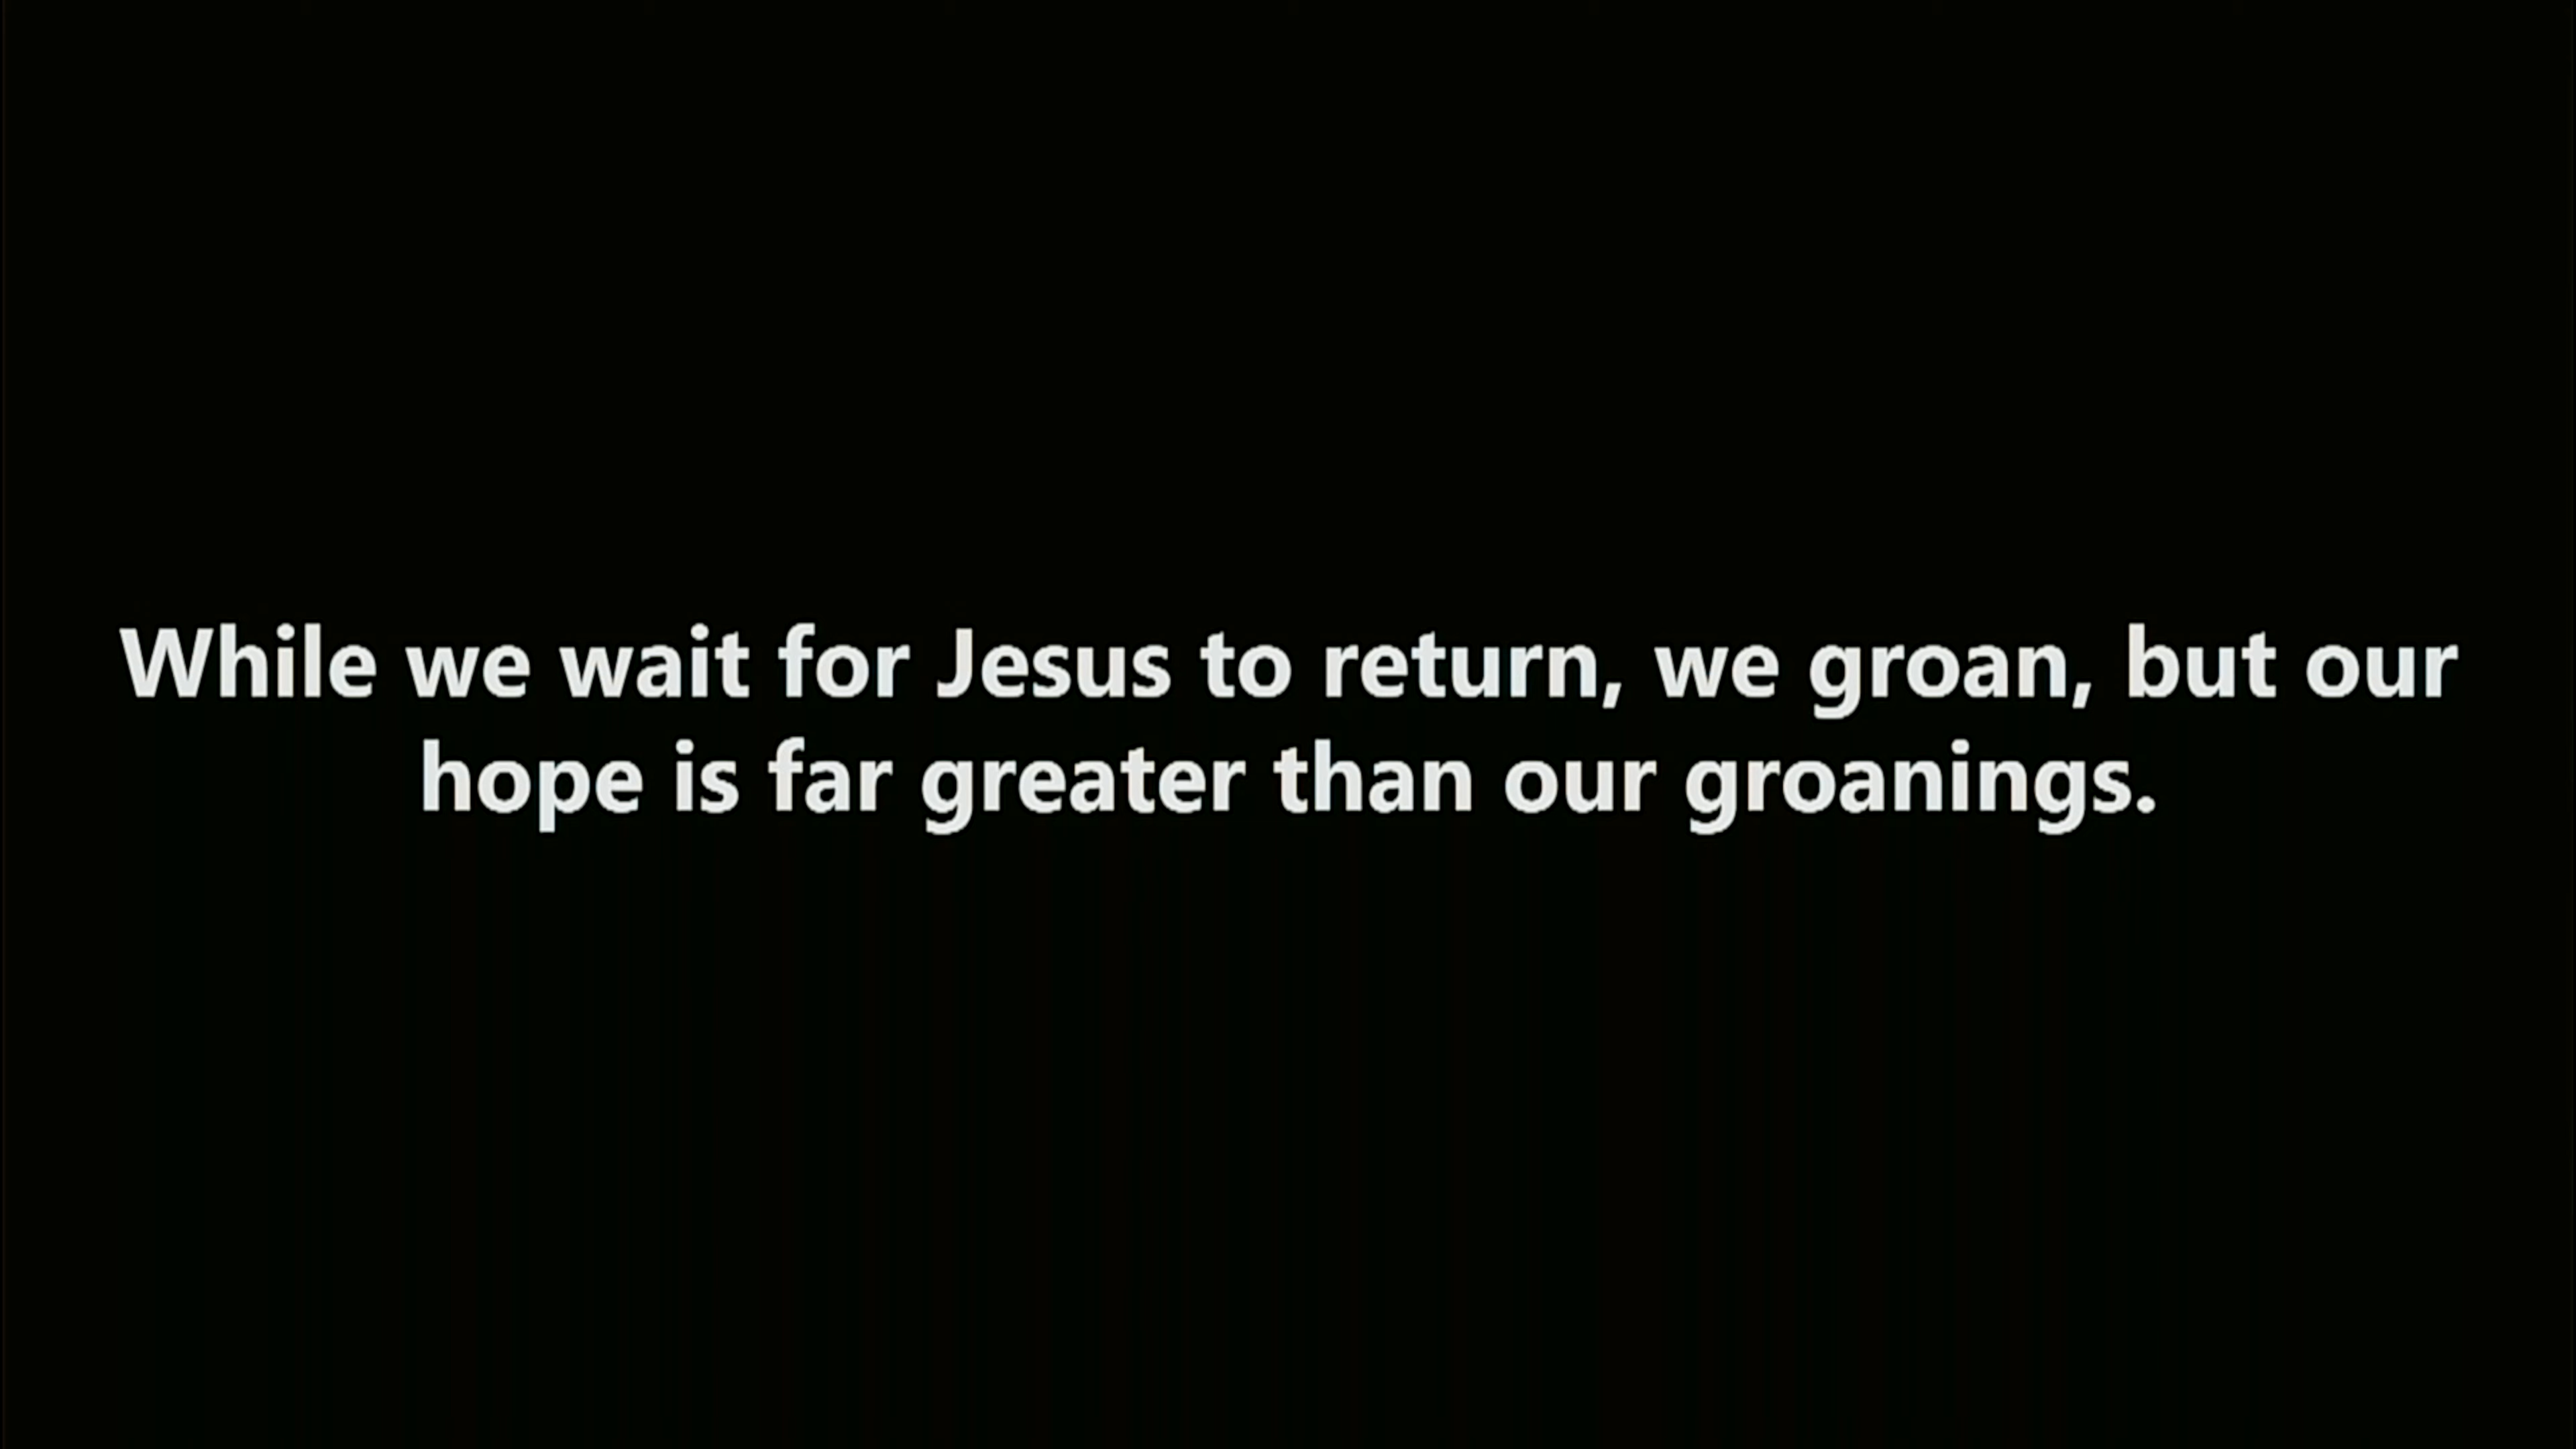 While we wait for Jesus to return, we groan, but our
hope is far greater than our groanings.